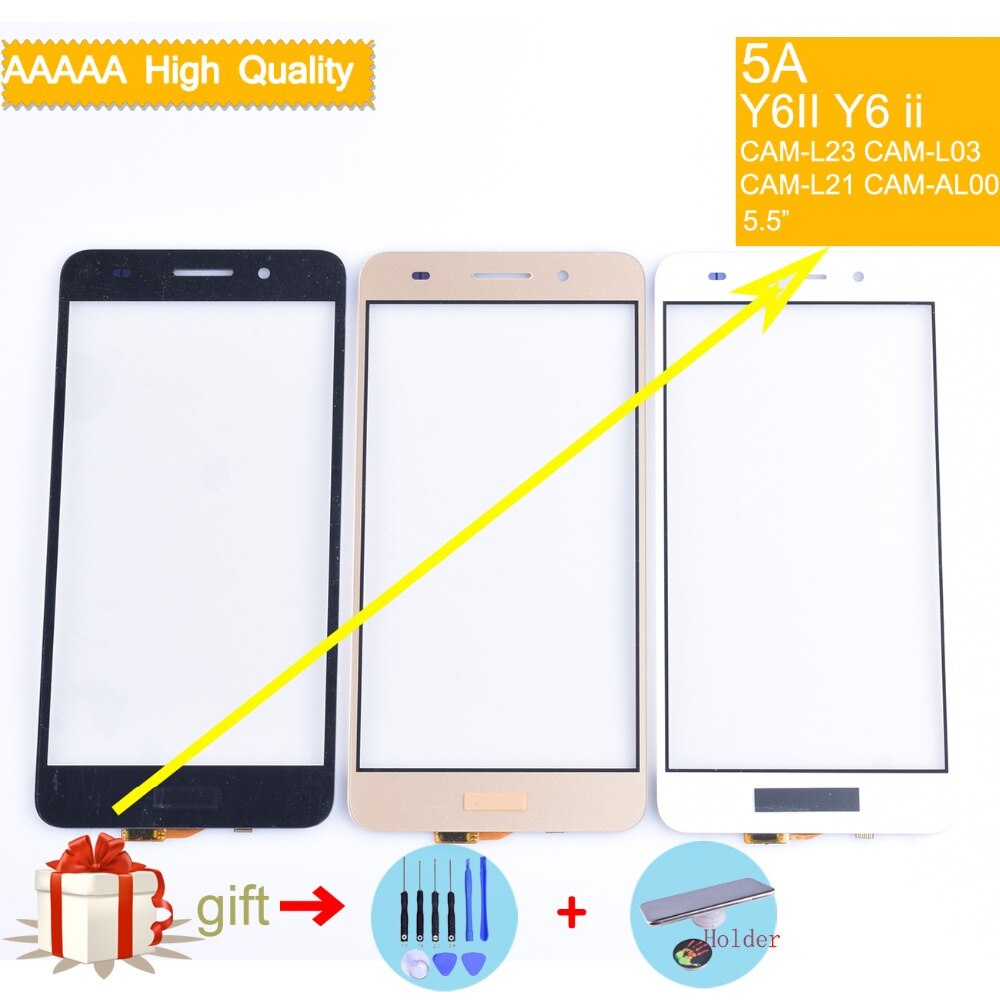 AAAAA High Quality
5A
Y6II Y6 ii
CAM-L23 CAM-L03
CAM-L21 CAM-AL00
5.5”
gift
+
Holder